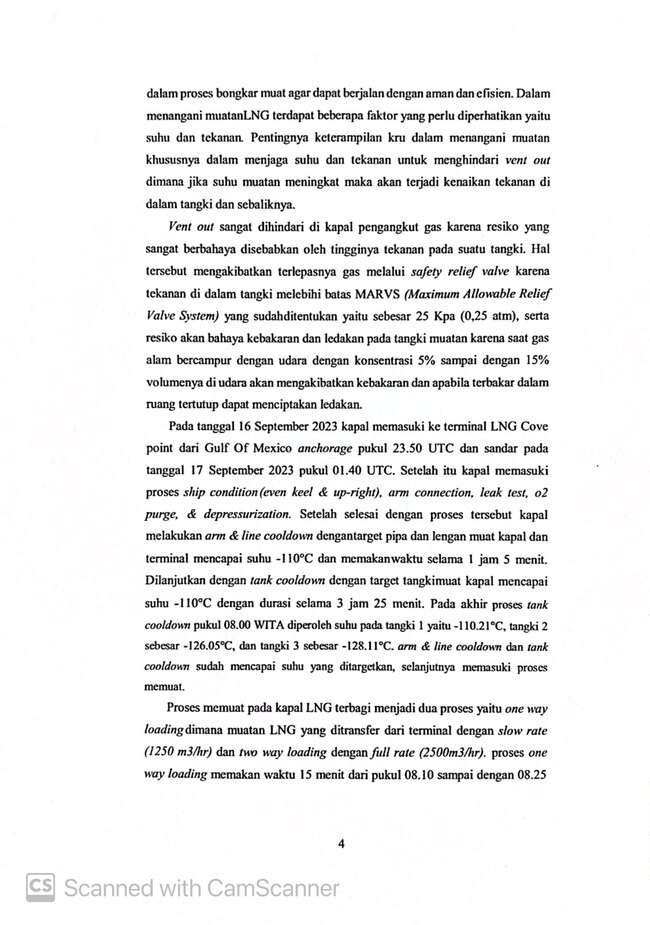 dalam proses bongkar muat agar dapat berjalan dengan aman dan efisien. Dalam
menangani muatanLNG terdapat beberapa faktor yang perlu diperhatikan yaitu
suhu dan tekanan. Pentingnya keterampilan kru dalam menangani muatan
khususnya dalam menjaga suhu dan tekanan untuk menghindari vent out
dimana jika suhu muatan meningkat maka akan terjadi kenaikan tekanan di
dalam tangki dan sebaliknya.
Vent out sangat dihindari di kapal pengangkut gas karena resiko yang
sangat berbahaya disebabkan oleh tingginya tekanan pada suatu tangki. Hal
tersebut mengakibatkan terlepasnya gas melalui safety relief valve karena
tekanan di dalam tangki melebihi batas MARVS (Maximum Allowable Relief
Valve System) yang sudahditentukan yaitu sebesar 25 Kpa (0,25 atm), serta
resiko akan bahaya kebakaran dan ledakan pada tangki muatan karena saat gas
alam bercampur dengan udara dengan konsentrasi 5% sampai dengan 15%
volumenya di udara akan mengakibatkan kebakaran dan apabila terbakar dalam
ruang tertutup dapat menciptakan ledakan.
Pada tanggal 16 September 2023 kapal memasuki ke terminal LNG Cove
point dari Gulf Of Mexico anchorage pukul 23.50 UTC dan sandar pada
tanggal 17 September 2023 pukul 01.40 UTC. Setelah itu kapal memasuki
proses ship condition(even keel & up-right), arm connection, leak test, o2
purge, & depressurization. Setelah selesai dengan proses tersebut kapal
melakukan arm & line cooldown dengantarget pipa dan lengan muat kapal dan
terminal mencapai suhu -110°C dan memakanwaktu selama 1 jam 5 menit.
Dilanjutkan dengan tank cooldown dengan target tangkimuat kapal mencapai
suhu -110°C dengan durasi selama 3 jam 25 menit. Pada akhir proses tank
cooldown pukul 08.00 WITA diperoleh suhu pada tangki 1 yaitu -110.21°C, tangki 2
sebesar -126.05°C, dan tangki 3 sebesar -128.11°C. arm & line cooldown dan tank
cooldown sudah mencapai suhu yang ditargetkan, selanjutnya memasuki proses
memuat.
Proses memuat pada kapal LNG terbagi menjadi dua proses yaitu one way
loading dimana muatan LNG yang ditransfer dari terminal dengan slow rate
(1250 m3/hr) dan two way loading dengan full rate (2500m3/hr). proses one
way loading memakan waktu 15 menit dari pukul 08.10 sampai dengan 08.25
4
CS Scanned with CamScanner